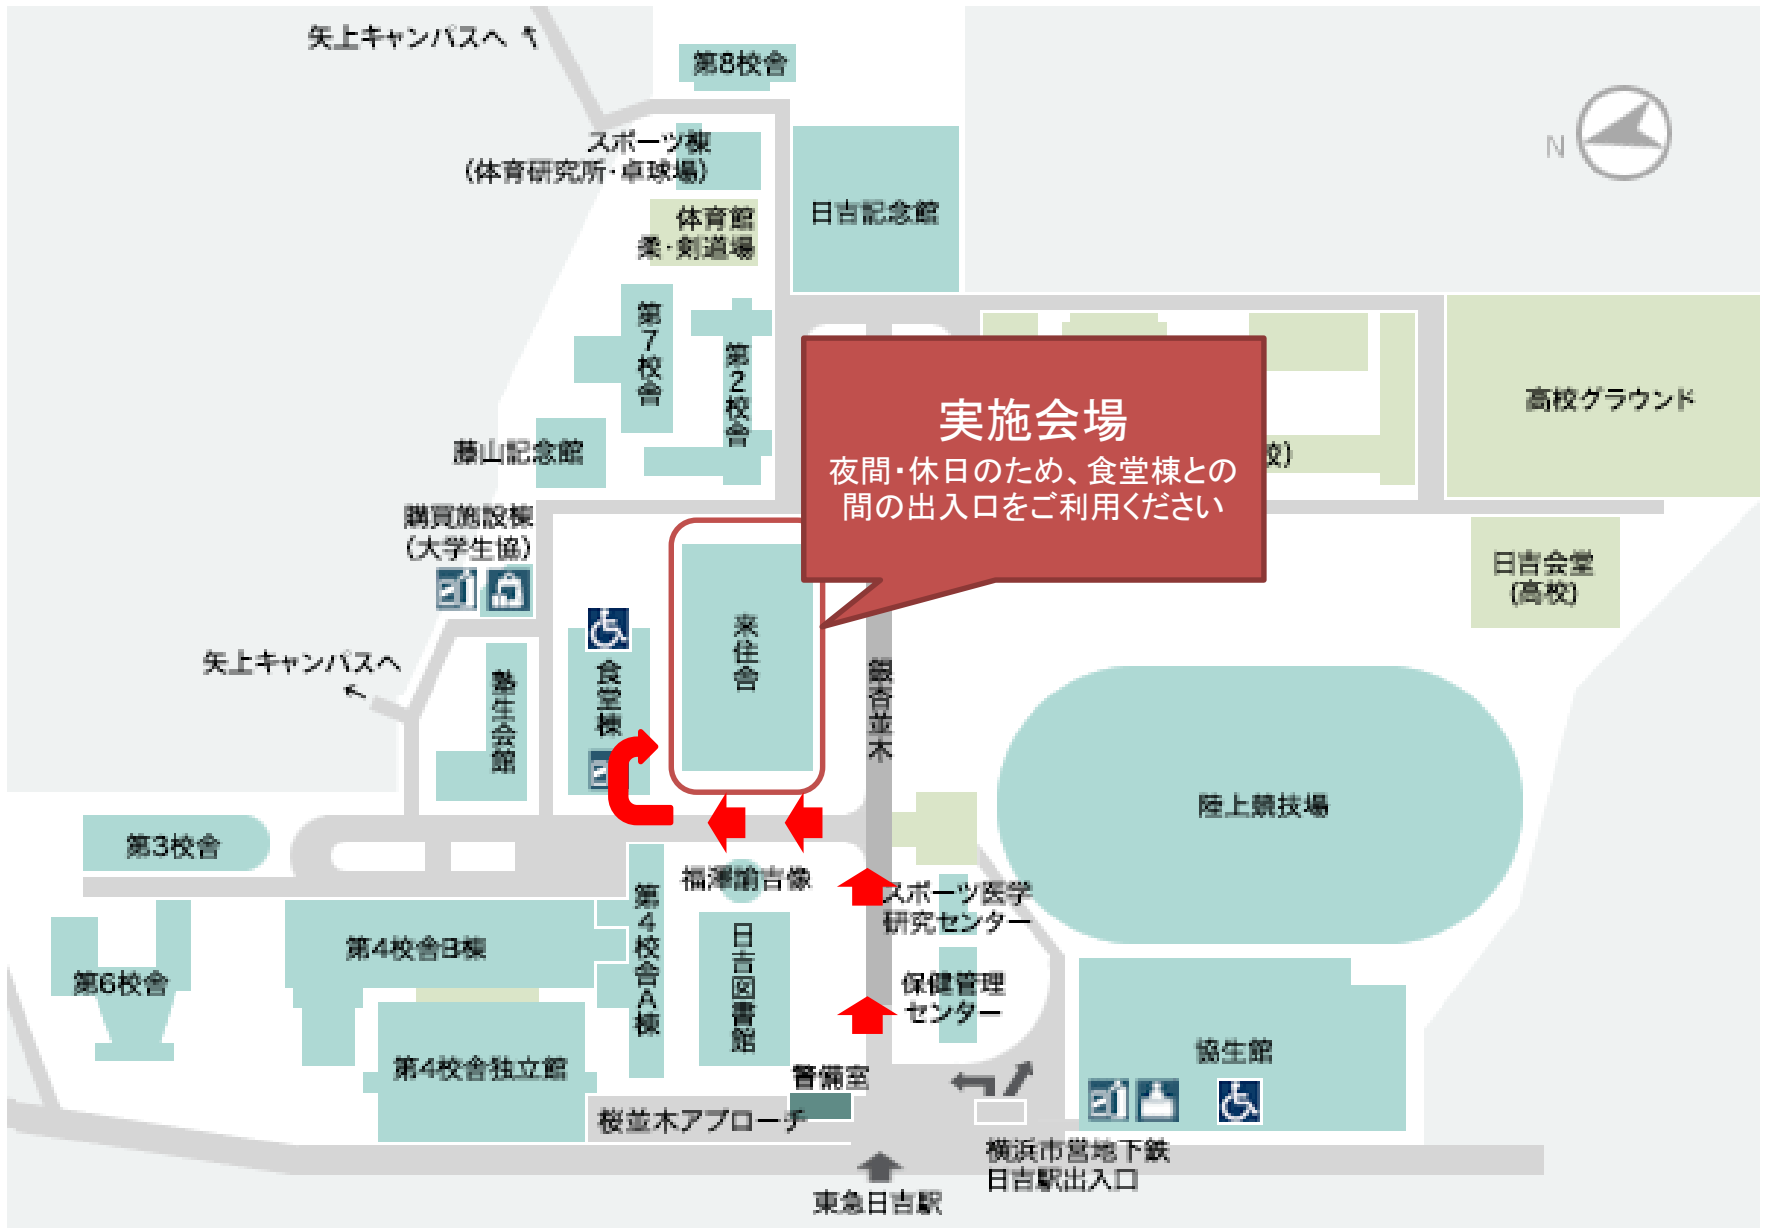 矢上キャンパスへ
第8校舎
スポーツ棟
(体育研究所・卓球場)
N
体育館
柔・剣道場
日吉記念館
第7校舎
第2校舎
藤山記念館
実施会場
夜間・休日のため、食堂棟との
間の出入口をご利用ください
校)
高校グラウンド
購買施設棟
(大学生協)
日吉会堂
(高校)
矢上キャンパスへ
塾生会館
食堂棟
来住舎
銀杏並木
陸上競技場
第3校舎
福澤諭吉像
スポーツ医学
研究センター
第4校舎A棟
第4校舎B棟
第6校舎
日吉図書館
保健管理
センター
協生館
第4校舎独立館
警備室
桜並木アプローチ
横浜市営地下鉄
日吉駅出入口
東急日吉駅